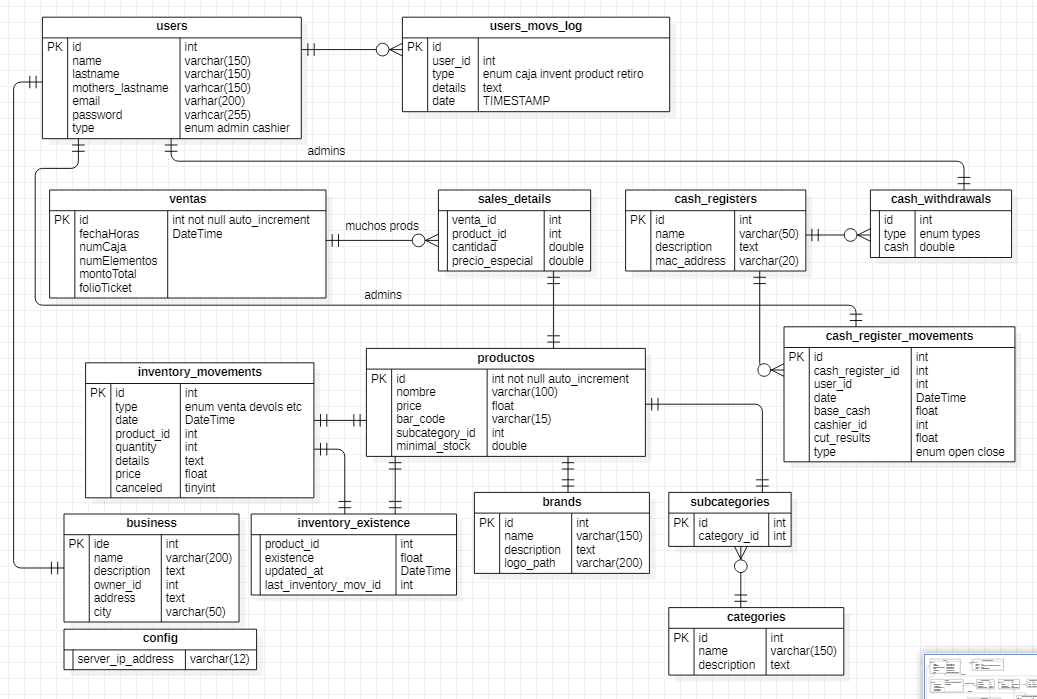 users
PK id int
name varchar(150)
lastname varchar(150)
mothers_lastname varhcar(150)
email varhar(200)
password varhcar(255)
type enum admin cashier
users_movs_log
PK id
user_id int
type enum caja invent product retiro
details text
date TIMESTAMP
admins
ventas
PK id int not null auto_increment
fechaHoras DateTime
numCaja
numElementos
montoTotal
folioTicket
muchos prods
sales_details
venta_id int
product_id int
cantidad double
precio_especial double
cash_registers
PK id int
name varchar(50)
description text
mac_address varchar(20)
cash_withdrawals
id int
type enum types
cash double
admins
cash_register_movements
PK id int
cash_register_id int
user_id int
date DateTime
base_cash float
cashier_id int
cut_results float
type enum open close
inventory_movements
PK id int
type enum venta devols etc
date DateTime
product_id int
quantity int
details text
price float
canceled tinyint
productos
PK id int not null auto_increment
nombre varchar(100)
price float
bar_code varchar(15)
subcategory_id int
minimal_stock double
business
PK ide int
name varchar(200)
description text
owner_id int
address text
city varchar(50)
inventory_existence
product_id int
existence float
updated_at DateTime
last_inventory_mov_id int
brands
PK id int
name varchar(150)
description text
logo_path varchar(200)
subcategories
PK id int
category_id int
categories
PK id int
name varchar(150)
description text
config
server_ip_address varchar(12)